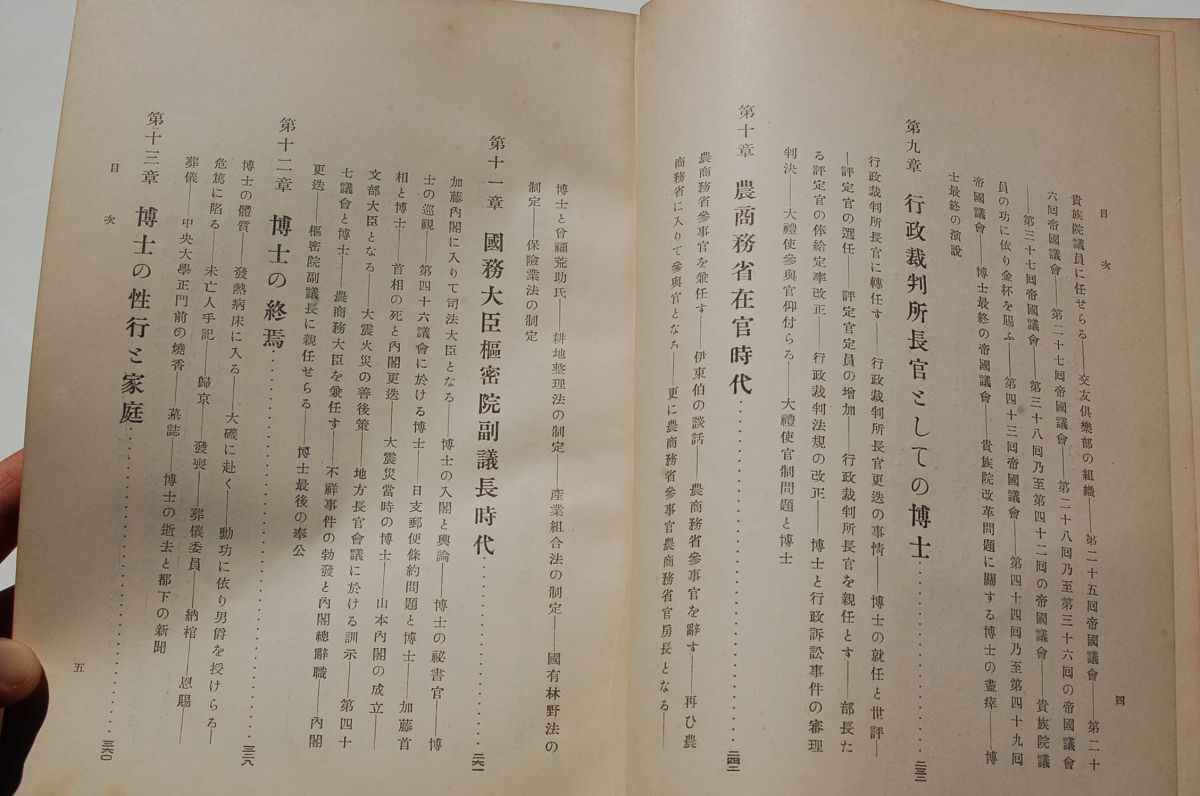 目次
四
貴族院議員に任せらる――交友俱樂部の組織――第二十五回帝國議會――第二十
六回帝國議會――第二十七回帝國議會――第二十八回乃至第三十六回の帝國議會
――第三十七回帝國議會――第三十八回乃至第四十二回の帝國議會――貴族院議
員の功に依り金杯を賜ふ――第四十三回帝國議會――第四十四回乃至第四十九回
帝國議會――博士最終の帝國議會――貴族院改革問題に關する博士の盡瘁――博
士最終の演說
第九章 行政裁判所長官としての博士………二三三
行政裁判所長官に轉任す――行政裁判所長官更迭の事情――博士の就任と世評―
―評定官の選任――評定官定員の增加――行政裁判所長官を親任とす――部長た
る評定官の俸給定率改正――行政裁判法規の改正――博士と行政訴訟事件の審理
判決――大禮使參與官仰付らる――大禮使官制問題と博士
第十章 農商務省在官時代………二四二
農商務省參事官を兼任す――伊東伯の談話――農商務省參事官を辭す――再ひ農
商務省に入りて參與官となる――更に農商務省參事官農商務省官房長となる――
博士と曾禰荒助氏――耕地整理法の制定――產業組合法の制定――國有林野法の
制定――保險業法の制定
第十一章 國務大臣樞密院副議長時代………二六一
加藤內閣に入りて司法大臣となる――博士の入閣と輿論――博士の祕書官――博
士の巡視――第四十六議會に於ける博士――日支郵便條約問題と博士――加藤首
相と博士――首相の死と內閣更迭――大震災當時の博士――山本內閣の成立――
文部大臣となる――大震火災の善後策――地方長官會議に於ける訓示――第四十
七議會と博士――農商務大臣を兼任す――不祥事件の勃發と內閣總辭職――內閣
更迭――樞密院副議長に親任せらる――博士最後の奉公
第十二章 博士の終焉………三二八
博士の體質――發熱病床に入る――大磯に赴く――勳功に依り男爵を授けらる―
危篤に陷る――未亡人手記――歸京――發喪――葬儀委員――納棺――恩賜――
葬儀――中央大學正門前の燒香――墓誌――博士の逝去と都下の新聞
第十三章 博士の性行と家庭………三六〇
目次
五